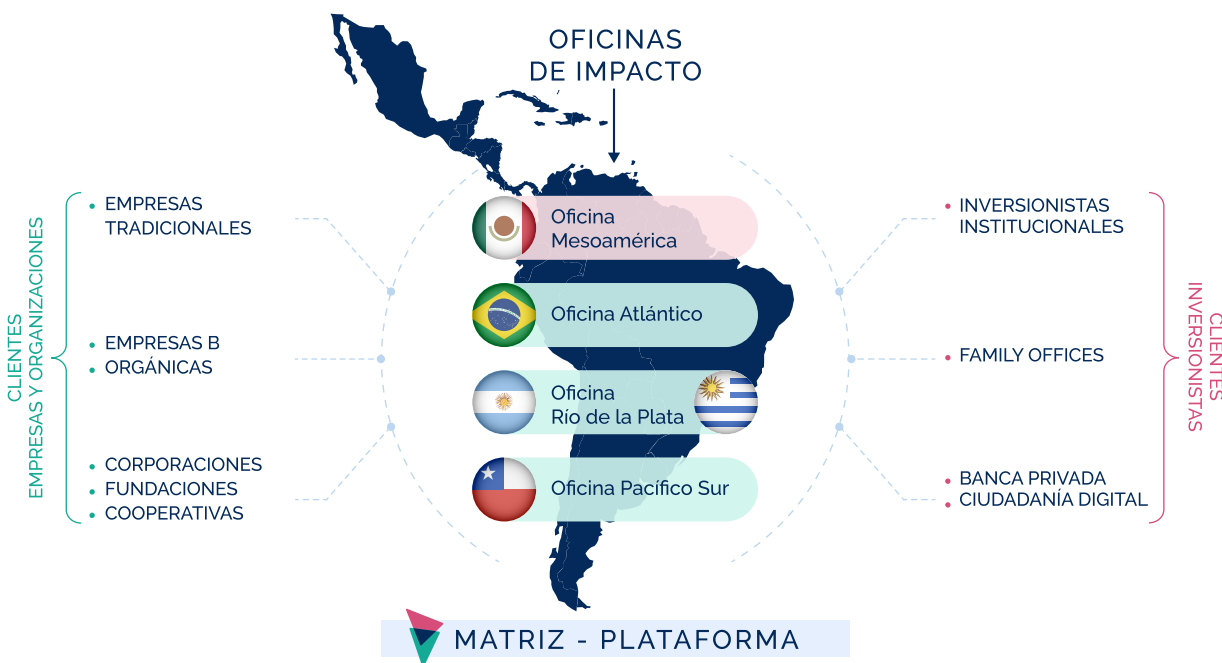 OFICINAS
DE IMPACTO
CLIENTES
EMPRESAS Y ORGANIZACIONES
EMPRESAS
TRADICIONALES
EMPRESAS B
ORGÁNICAS
CORPORACIONES
FUNDACIONES
COOPERATIVAS
Oficina
Mesoamérica
Oficina Atlántico
Oficina
Río de la Plata
Oficina Pacífico Sur
INVERSIONISTAS
INSTITUCIONALES
FAMILY OFFICES
BANCA PRIVADA
CIUDADANÍA DIGITAL
CLIENTES
INVERSIONISTAS
MATRIZ - PLATAFORMA